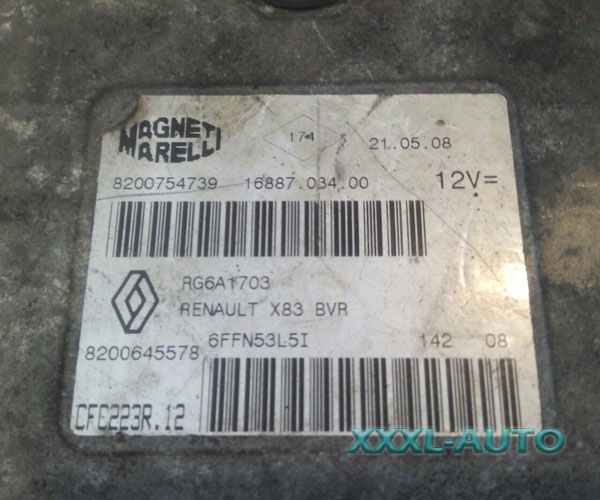 MAGNETI
MARELLI
174
21.05.08
8200754739 16887.034.00 12V=
RG6A1703
RENAULT X83 BVR
6FFN53L5I 142 08
8200645578
CFC223R.12
XXXL-AUTO